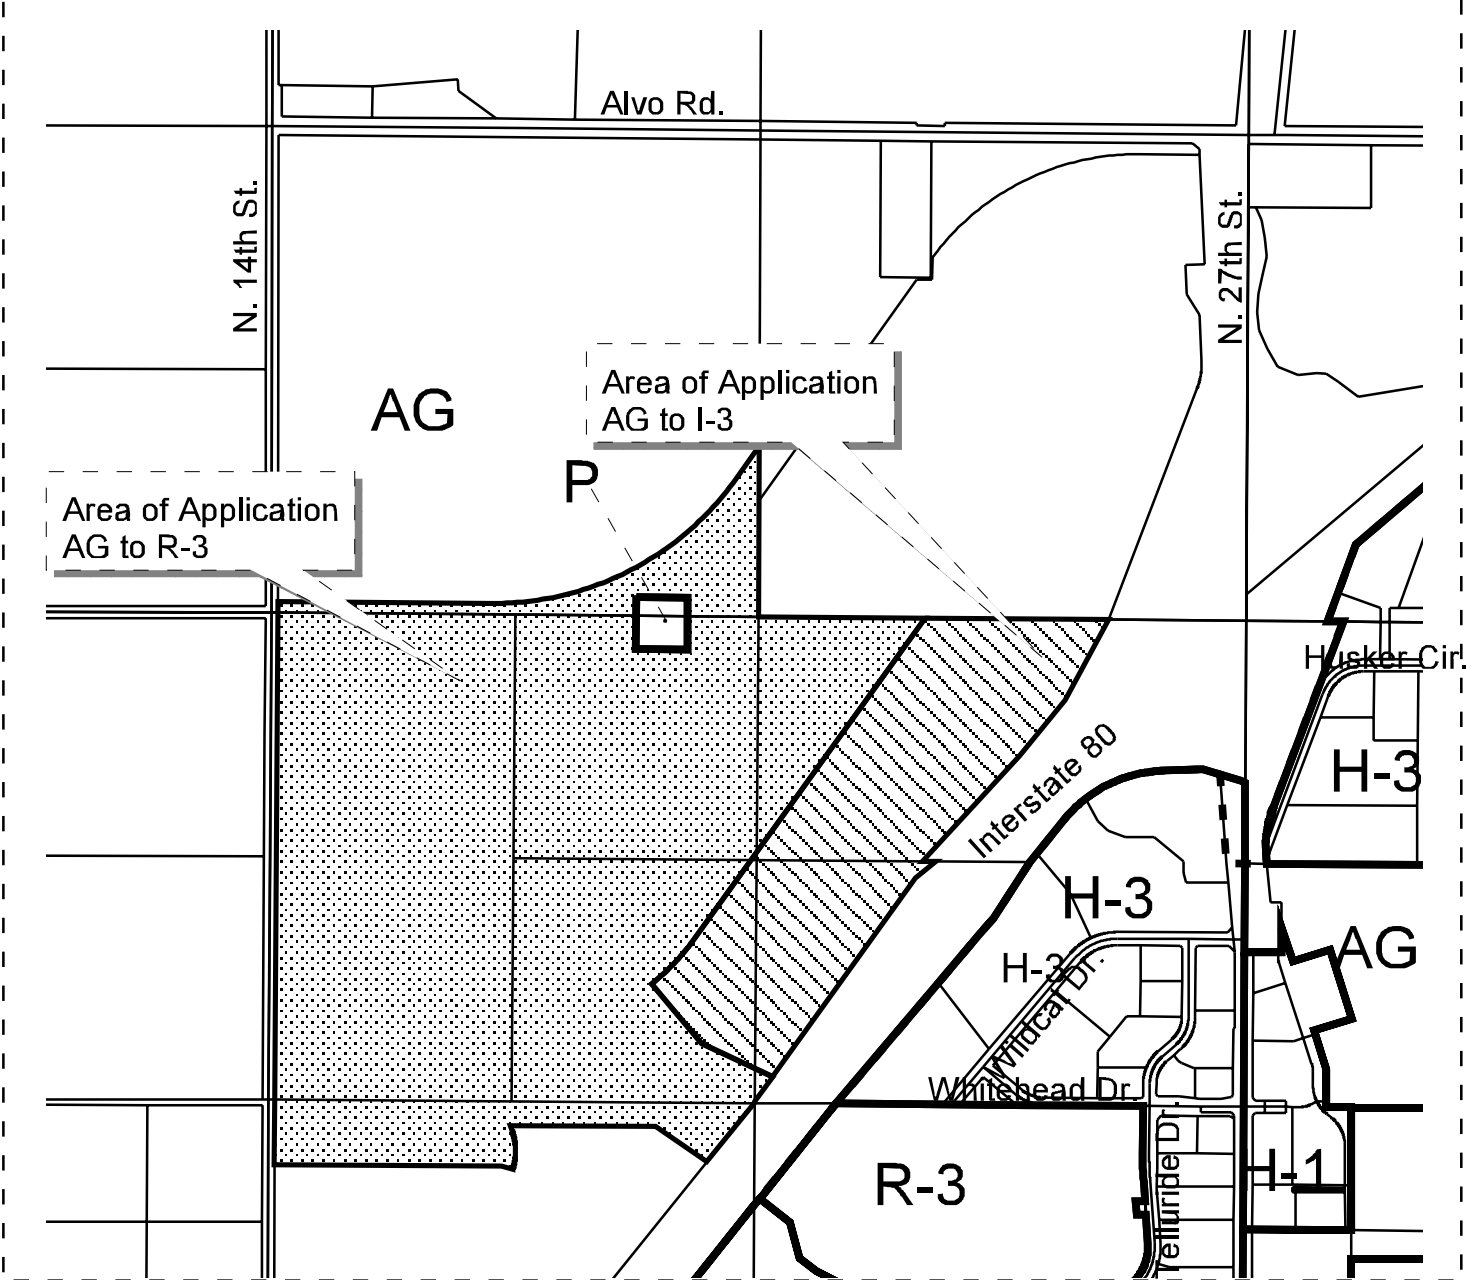 Alvo Rd.
N. 14th St.
N. 27th St.
Area of Application
AG to I-3
AG
P
Area of Application
AG to R-3
Husker Cir.
Interstate 80
H-3
H-3
AG
H-3
Wildcat Dr.
Whitehead Dr.
R-3
elluride Dr.
H-1